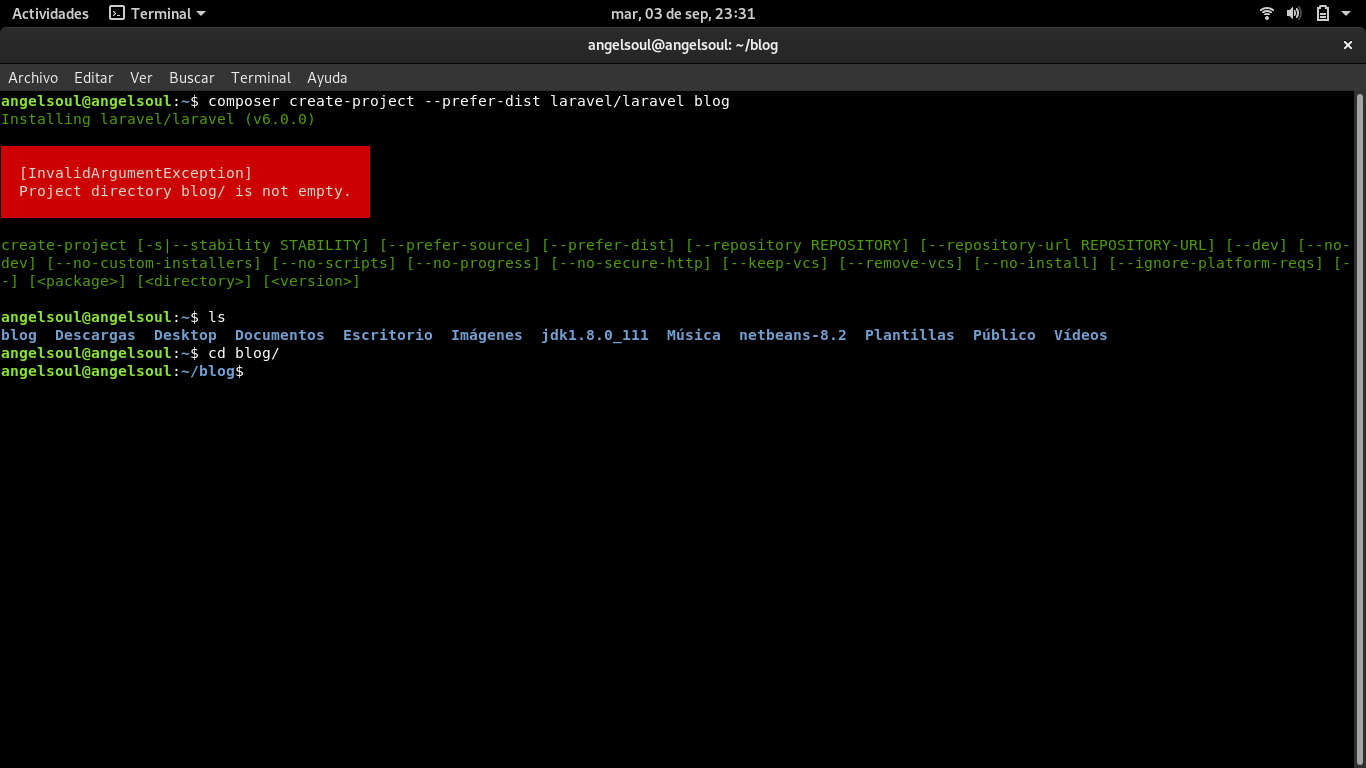 Actividades Terminal mar, 03 de sep, 23:31
angelsoul@angelsoul: ~/blog
Archivo Editar Ver Buscar Terminal Ayuda
angelsoul@angelsoul:~$ composer create-project --prefer-dist laravel/laravel blog
Installing laravel/laravel (v6.0.0)
[InvalidArgumentException]
Project directory blog/ is not empty.
create-project [-s|--stability STABILITY] [--prefer-source] [--prefer-dist] [--repository REPOSITORY] [--repository-url REPOSITORY-URL] [--dev] [--no-
dev] [--no-custom-installers] [--no-scripts] [--no-progress] [--no-secure-http] [--keep-vcs] [--remove-vcs] [--no-install] [--ignore-platform-reqs] [-
-] [<package>] [<directory>] [<version>]
angelsoul@angelsoul:~$ ls
blog Descargas Desktop Documentos Escritorio Imágenes jdk1.8.0_111 Música netbeans-8.2 Plantillas Público Vídeos
angelsoul@angelsoul:~$ cd blog/
angelsoul@angelsoul:~/blog$